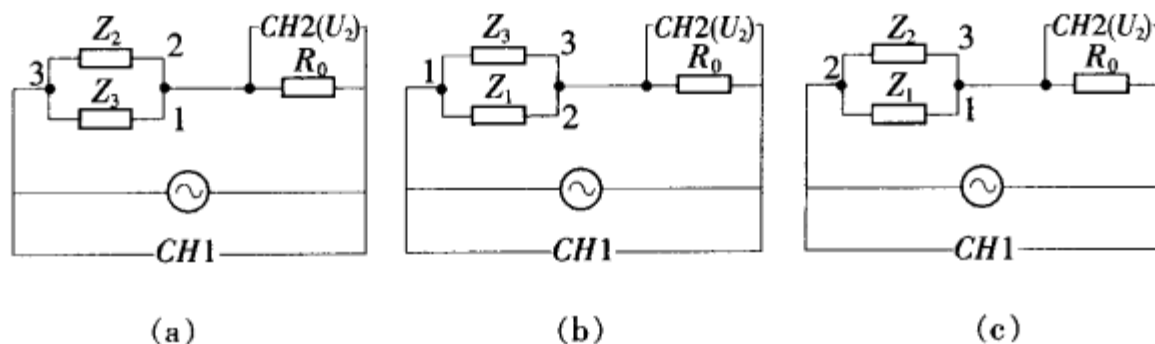 CH2(U₂)
Z₂
2
R₀
3
Z₃
1
CH1
(a)
CH2(U₂)
Z₃
3
R₀
1
Z₁
2
CH1
(b)
CH2(U₂)
Z₂
3
R₀
2
Z₁
1
CH1
(c)